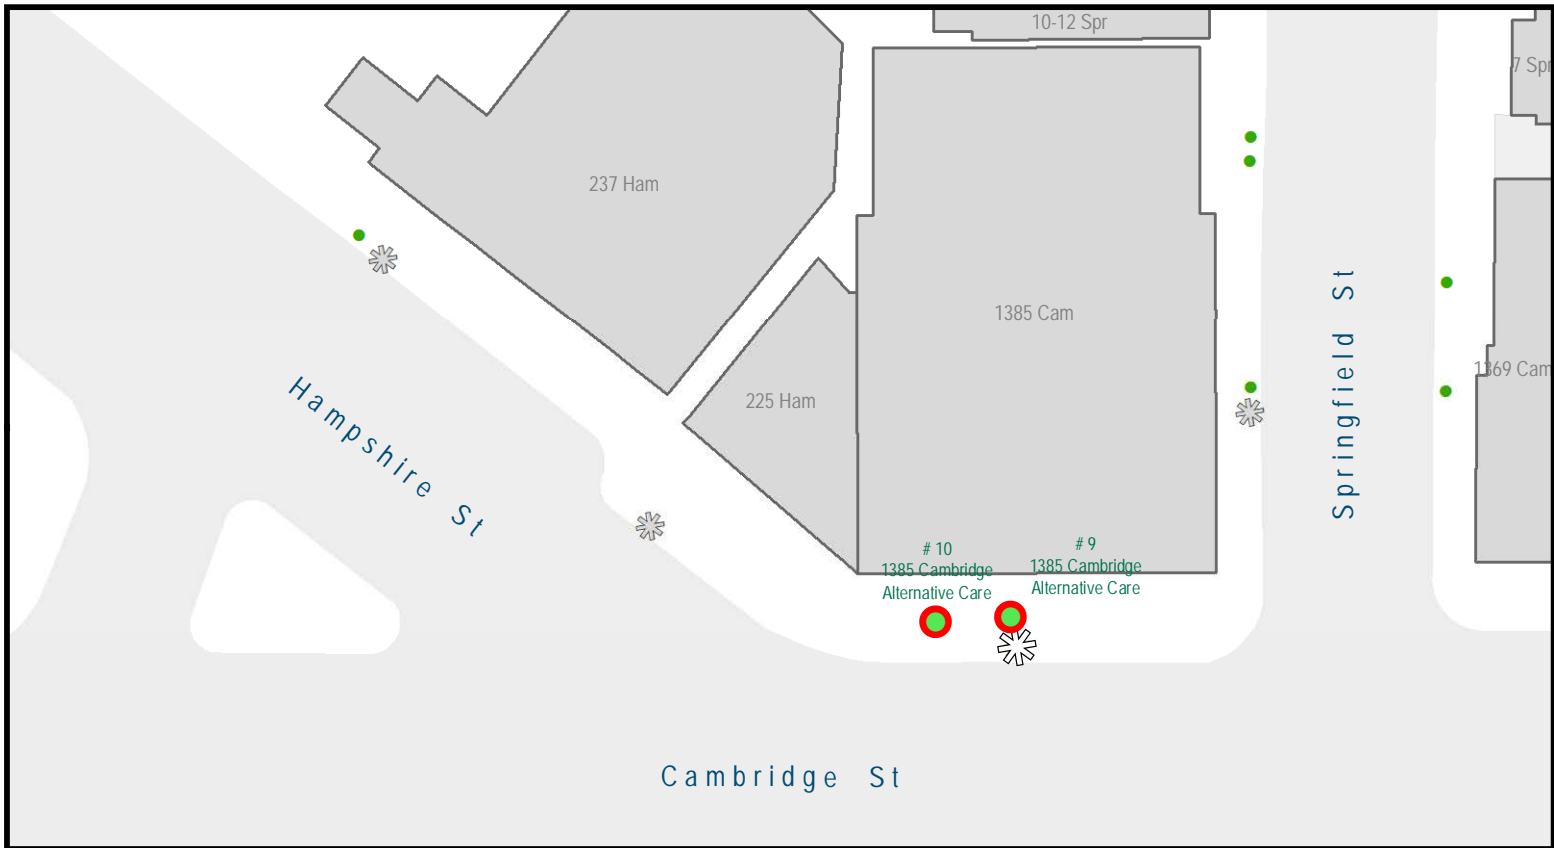 10-12 Spr
7 Spr
237 Ham
1385 Cam
Springfield St
1369 Cam
225 Ham
Hampshire St
# 10
1385 Cambridge
Alternative Care
# 9
1385 Cambridge
Alternative Care
Cambridge St